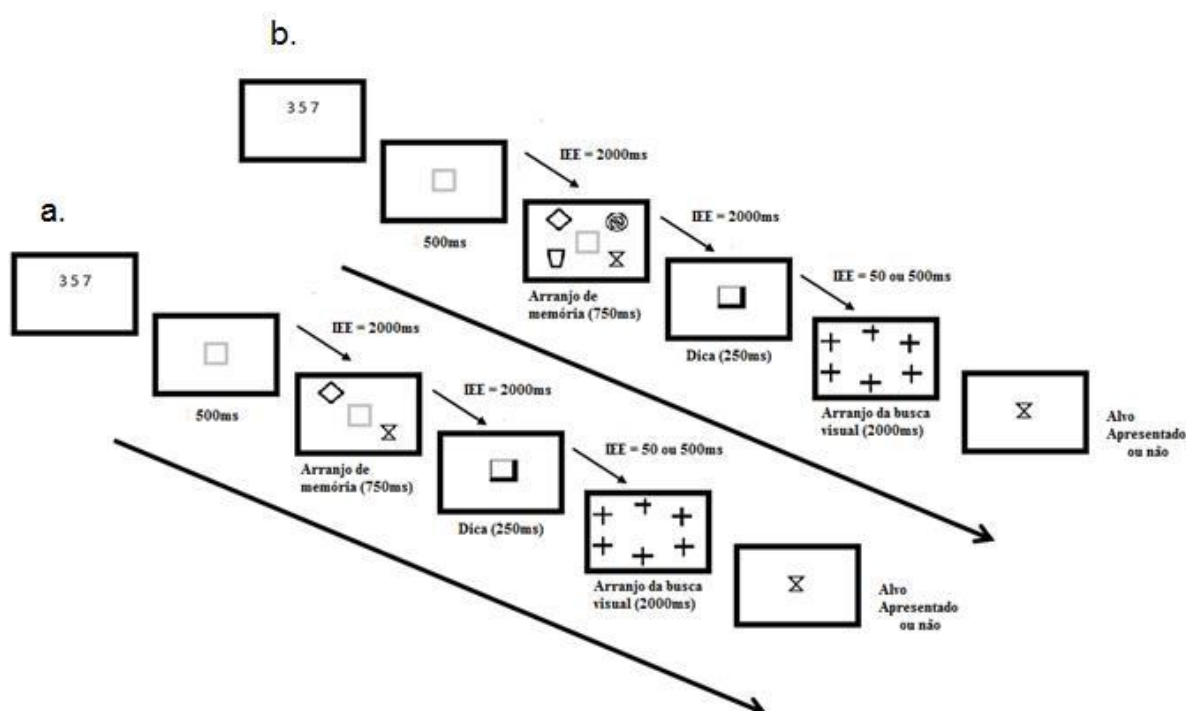 b.
3 5 7
IEE = 2000ms
500ms
IEE = 2000ms
Arranjo de
memória (750ms)
IEE = 50 ou 500ms
Dica (250ms)
Arranjo da busca
visual (2000ms)
Alvo
Apresentado
ou não
a.
3 5 7
IEE = 2000ms
500ms
IEE = 2000ms
Arranjo de
memória (750ms)
IEE = 50 ou 500ms
Dica (250ms)
Arranjo da busca
visual (2000ms)
Alvo
Apresentado
ou não